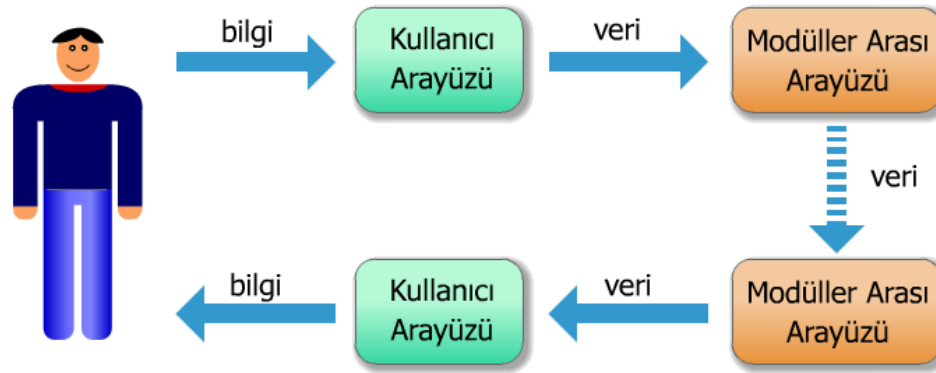 bilgi
Kullanıcı
Arayüzü
veri
Modüller Arası
Arayüzü
veri
bilgi
Kullanıcı
Arayüzü
veri
Modüller Arası
Arayüzü